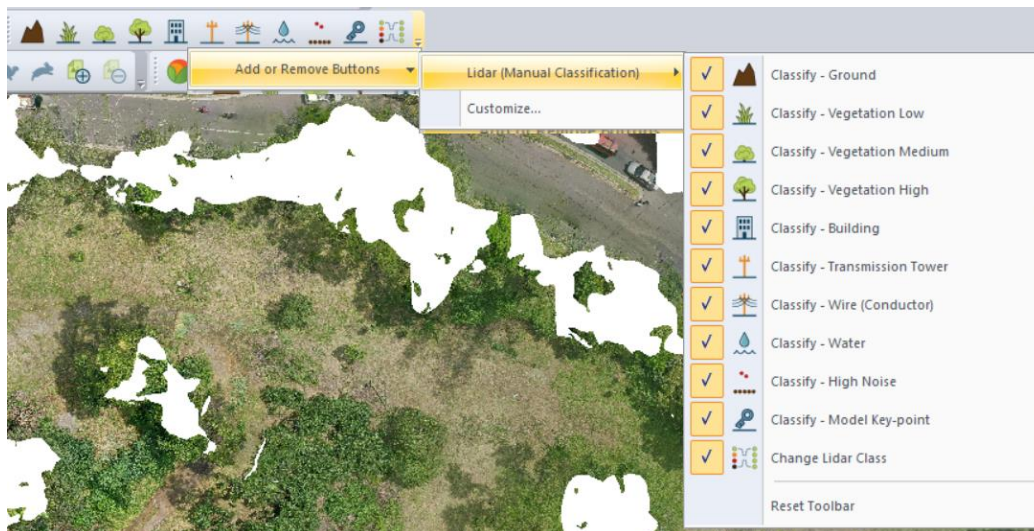 Add or Remove Buttons
Lidar (Manual Classification)
Customize...
Classify - Ground
Classify - Vegetation Low
Classify - Vegetation Medium
Classify - Vegetation High
Classify - Building
Classify - Transmission Tower
Classify - Wire (Conductor)
Classify - Water
Classify - High Noise
Classify - Model Key-point
Change Lidar Class
Reset Toolbar